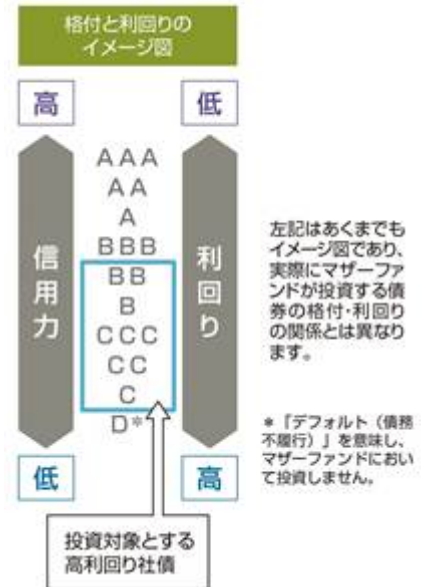 格付と利回りの
イメージ図
高
低
信用力
AAA
AA
A
BBB
BB
B
CCC
CC
C
D*
利回り
低
高
投資対象とする
高利回り社債
左記はあくまでも
イメージ図であり、
実際にマザーファ
ンドが投資する債
券の格付・利回り
の関係とは異なり
ます。
*「デフォルト（債務
不履行）」を意味し、
マザーファンドにおい
て投資しません。